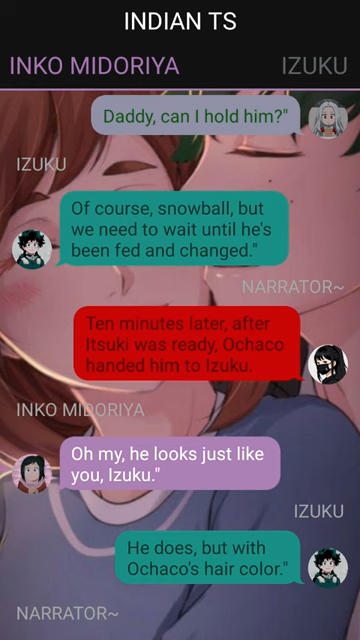 INDIAN TS
INKO MIDORIYA
IZUKU
Daddy, can I hold him?"
IZUKU
Of course, snowball, but
we need to wait until he's
been fed and changed."
NARRATOR~
Ten minutes later, after
Itsuki was ready, Ochaco
handed him to Izuku.
INKO MIDORIYA
Oh my, he looks just like
you, Izuku."
IZUKU
He does, but with
Ochaco's hair color."
NARRATOR~